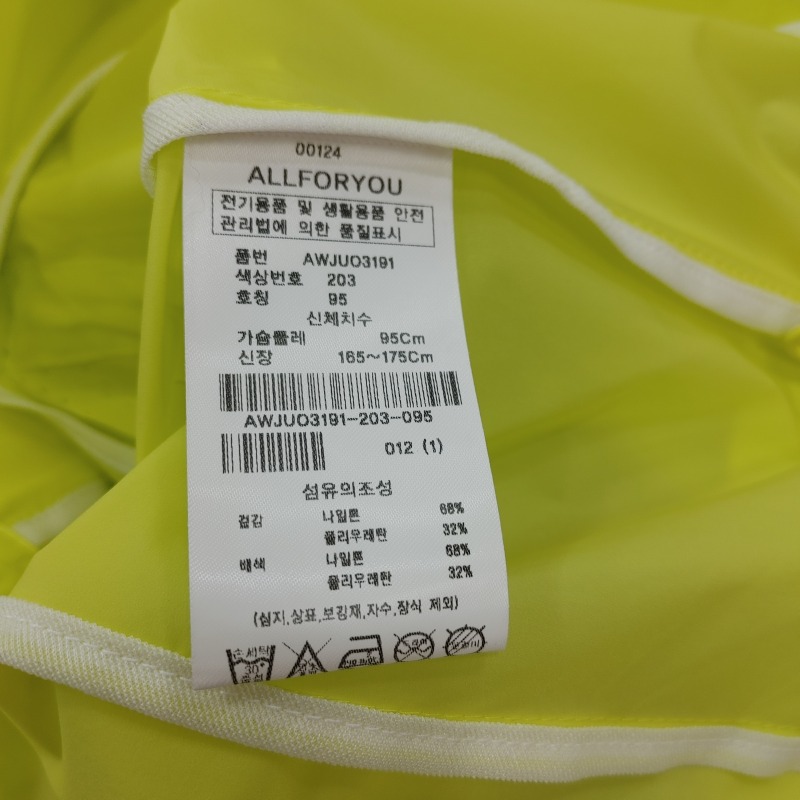 00124
ALLFORYOU
전기용품 및 생활용품 안전
관리법에 의한 품질표시
품번 AWJUO3191
색상번호 203
호칭 95
신체치수
가슴둘레 95Cm
신장 165~175Cm
AWJUO3191-203-095
012 (1)
섬유의조성
겉감 나일론 68%
폴리우레탄 32%
배색 나일론 68%
폴리우레탄 32%
(심지,상표,보강재,자수,장식 제외)
손세탁
30